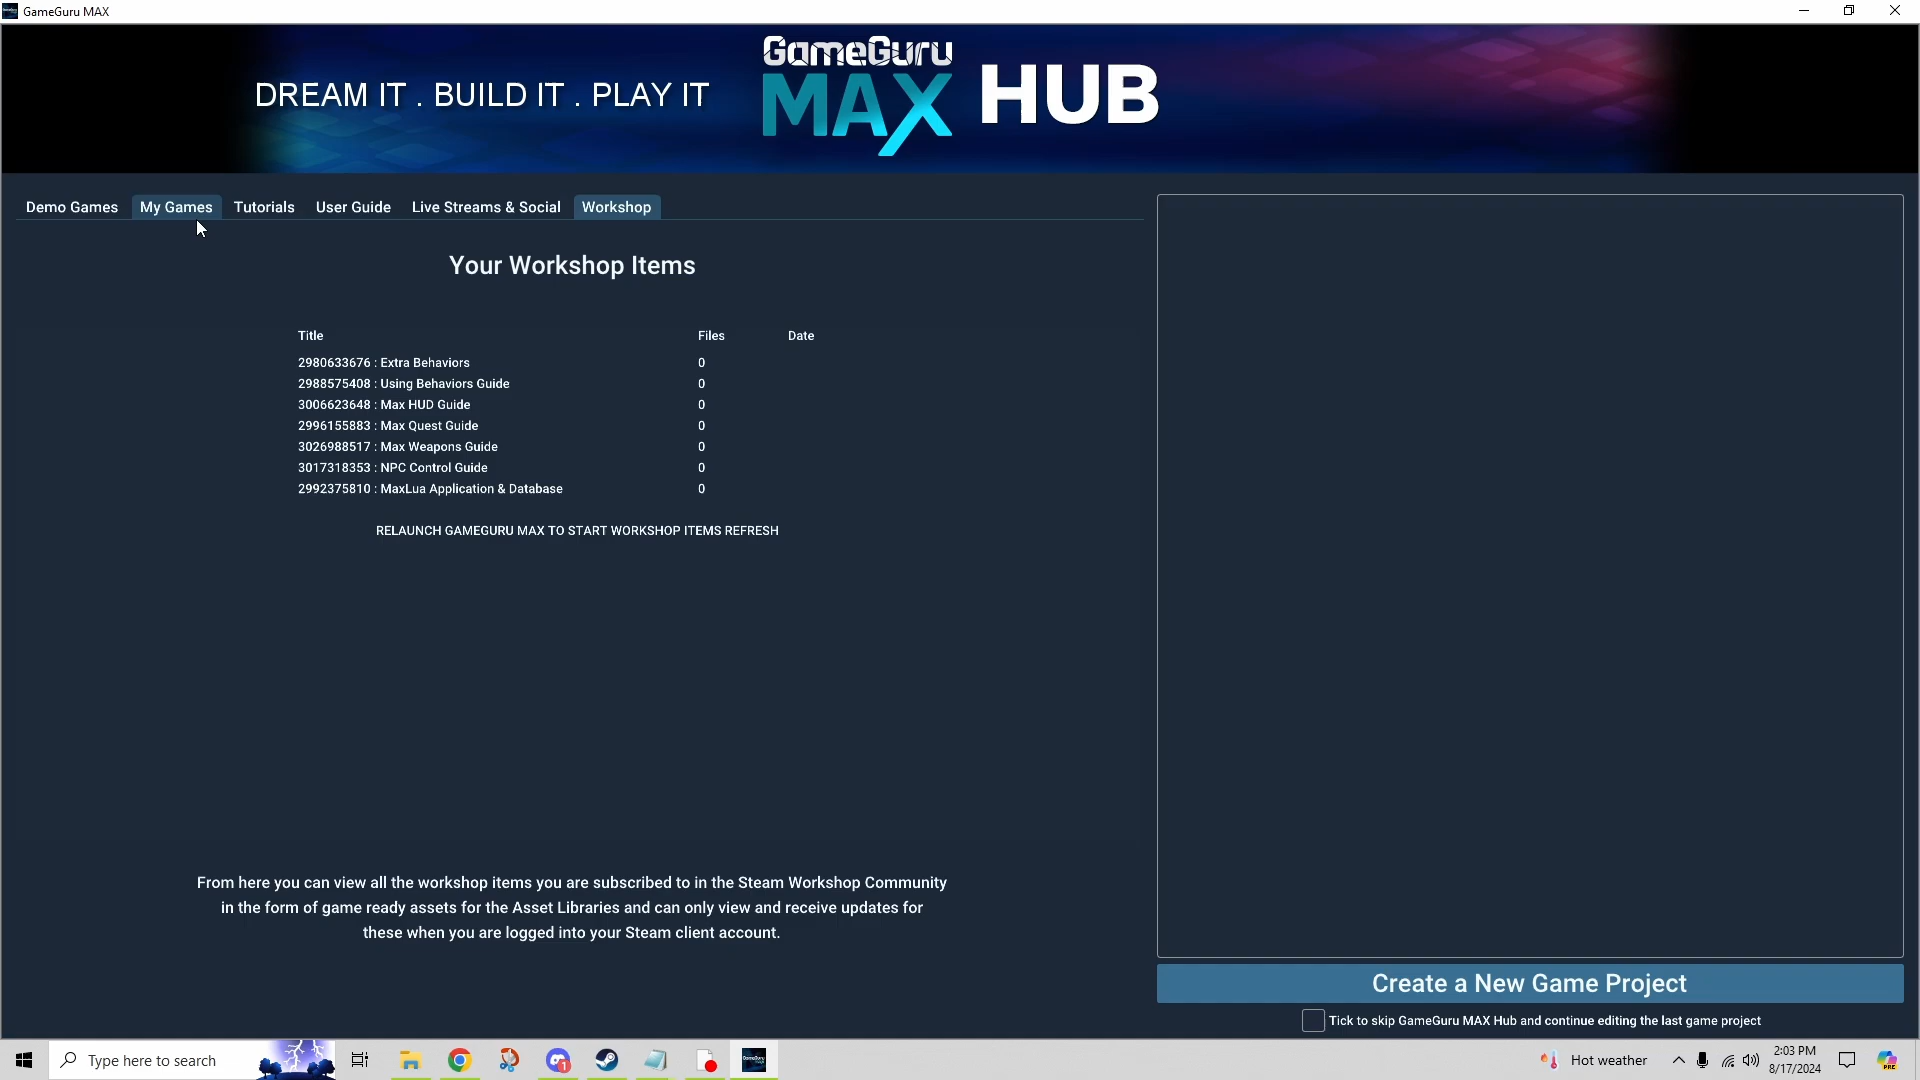 GameGuru MAX
DREAM IT . BUILD IT . PLAY IT
GameGuru
MAX HUB
Demo Games My Games Tutorials User Guide Live Streams & Social Workshop
Your Workshop Items
Title Files Date
2980633676 : Extra Behaviors 0
2988575408 : Using Behaviors Guide 0
3006623648 : Max HUD Guide 0
2996155883 : Max Quest Guide 0
3026988517 : Max Weapons Guide 0
3017318353 : NPC Control Guide 0
2992375810 : MaxLua Application & Database 0
RELAUNCH GAMEGURU MAX TO START WORKSHOP ITEMS REFRESH
From here you can view all the workshop items you are subscribed to in the Steam Workshop Community
in the form of game ready assets for the Asset Libraries and can only view and receive updates for
these when you are logged into your Steam client account.
Create a New Game Project
Tick to skip GameGuru MAX Hub and continue editing the last game project
Type here to search
1
Hot weather
2:03 PM
8/17/2024
PRE